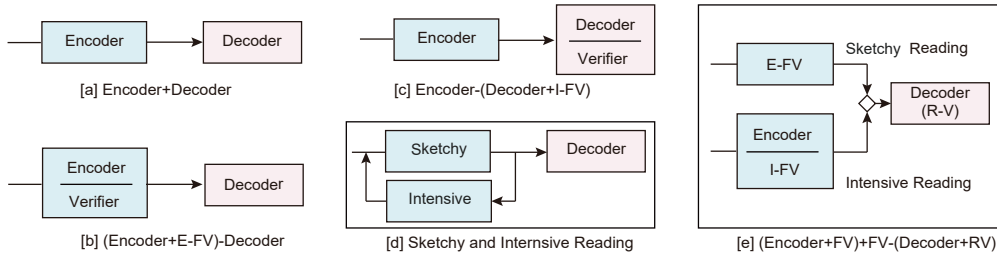 Encoder
Decoder
[a] Encoder+Decoder
Encoder
Verifier
Decoder
[b] (Encoder+E-FV)-Decoder
Encoder
Decoder
Verifier
[c] Encoder-(Decoder+I-FV)
Sketchy
Decoder
Intensive
[d] Sketchy and Internsive Reading
Sketchy Reading
E-FV
Decoder
(R-V)
Encoder
I-FV
Intensive Reading
[e] (Encoder+FV)+FV-(Decoder+RV)